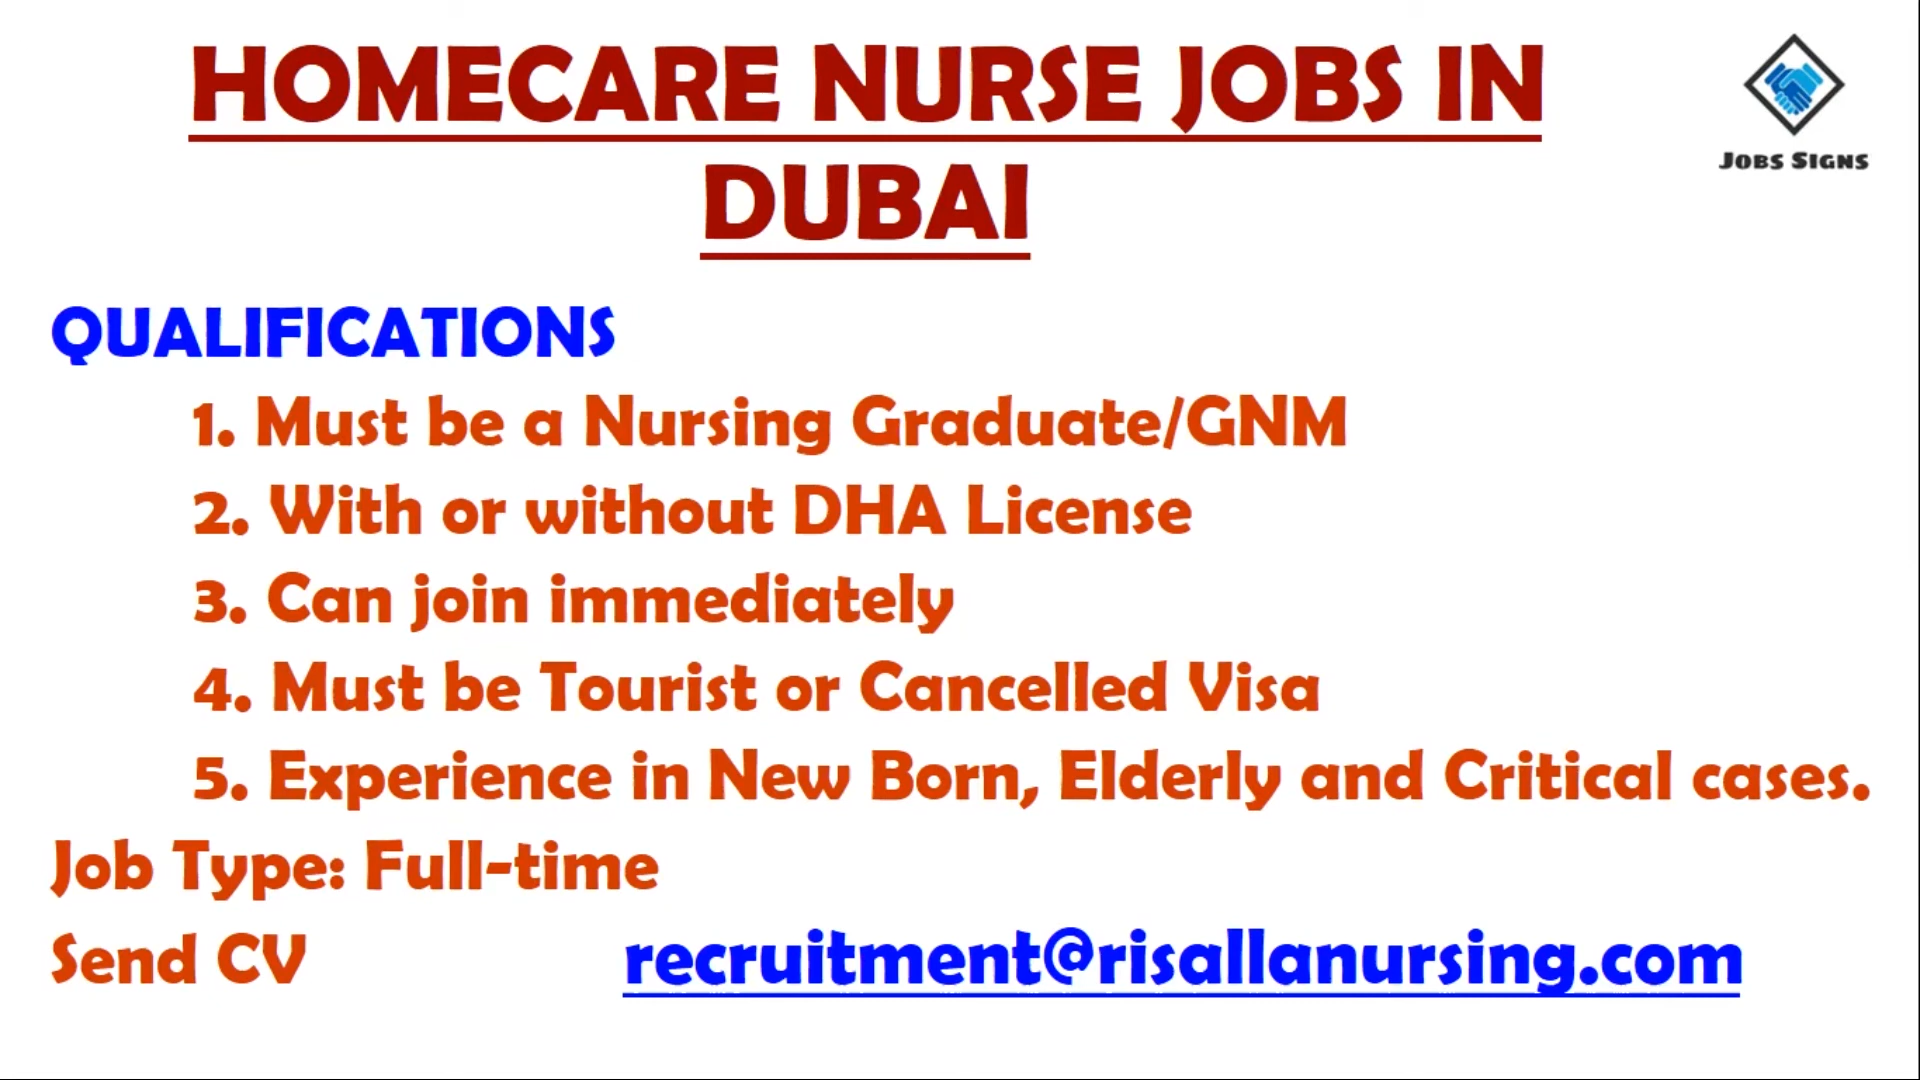 HOMECARE NURSE JOBS IN
DUBAI
JOBS SIGNS
QUALIFICATIONS
1. Must be a Nursing Graduate/GNM
2. With or without DHA License
3. Can join immediately
4. Must be Tourist or Cancelled Visa
5. Experience in New Born, Elderly and Critical cases.
Job Type: Full-time
Send CV recruitment@risallanursing.com